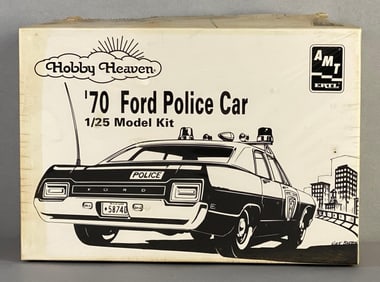 Hobby Heaven
AMT
ERTL
'70 Ford Police Car
1/25 Model Kit
POLICE
FORD
58740